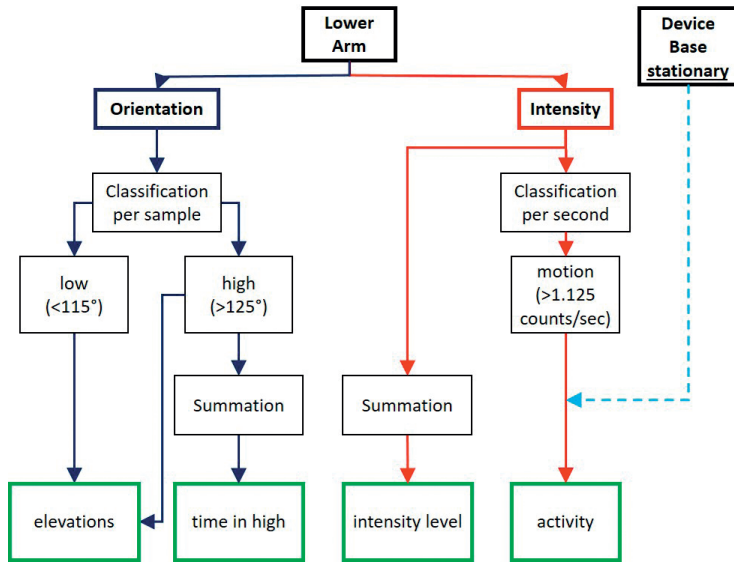 Lower
Arm
Device
Base
stationary
Orientation
Intensity
Classification
per sample
Classification
per second
low
(<115°)
high
(>125°)
motion
(>1.125
counts/sec)
Summation
Summation
elevations
time in high
intensity level
activity